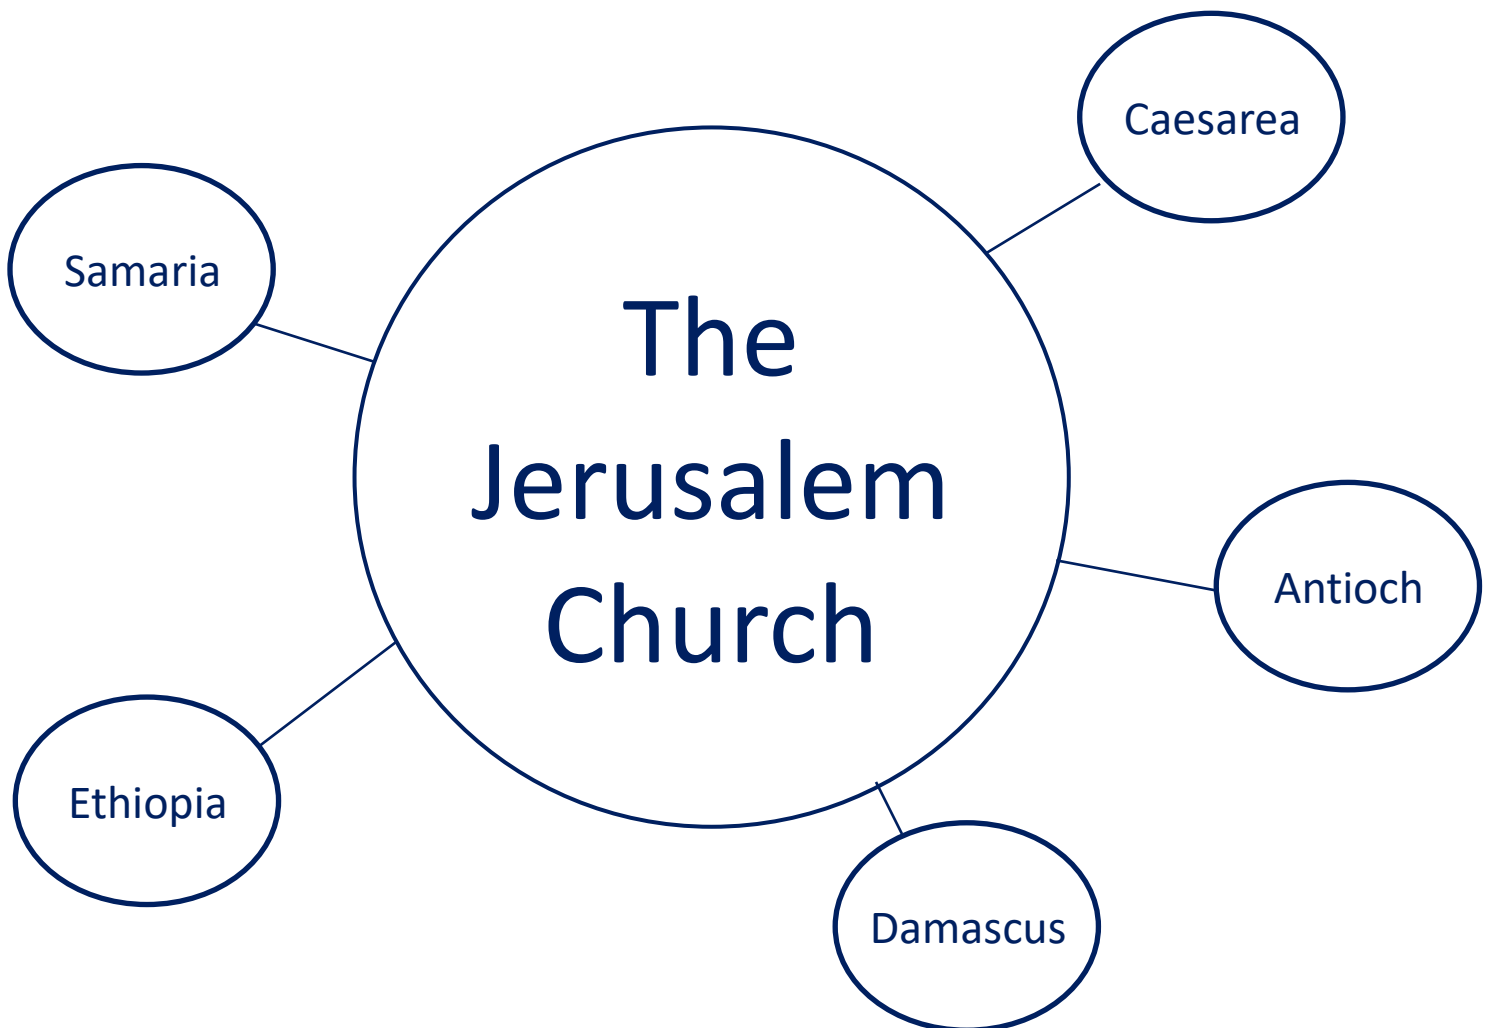 Caesarea
Samaria
The
Jerusalem
Church
Antioch
Ethiopia
Damascus